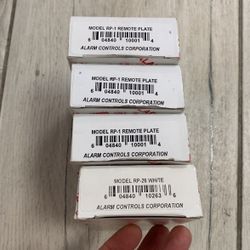 MODEL RP-1 REMOTE PLATE
6 04840 10001 4
ALARM CONTROLS CORPORATION
MODEL RP-1 REMOTE PLATE
6 04840 10001 4
ALARM CONTROLS CORPORATION
MODEL RP-1 REMOTE PLATE
6 04840 10001 4
ALARM CONTROLS CORPORATION
MODEL RP-26 WHITE
6 04840 10263 6
ALARM CONTROLS CORPORATION